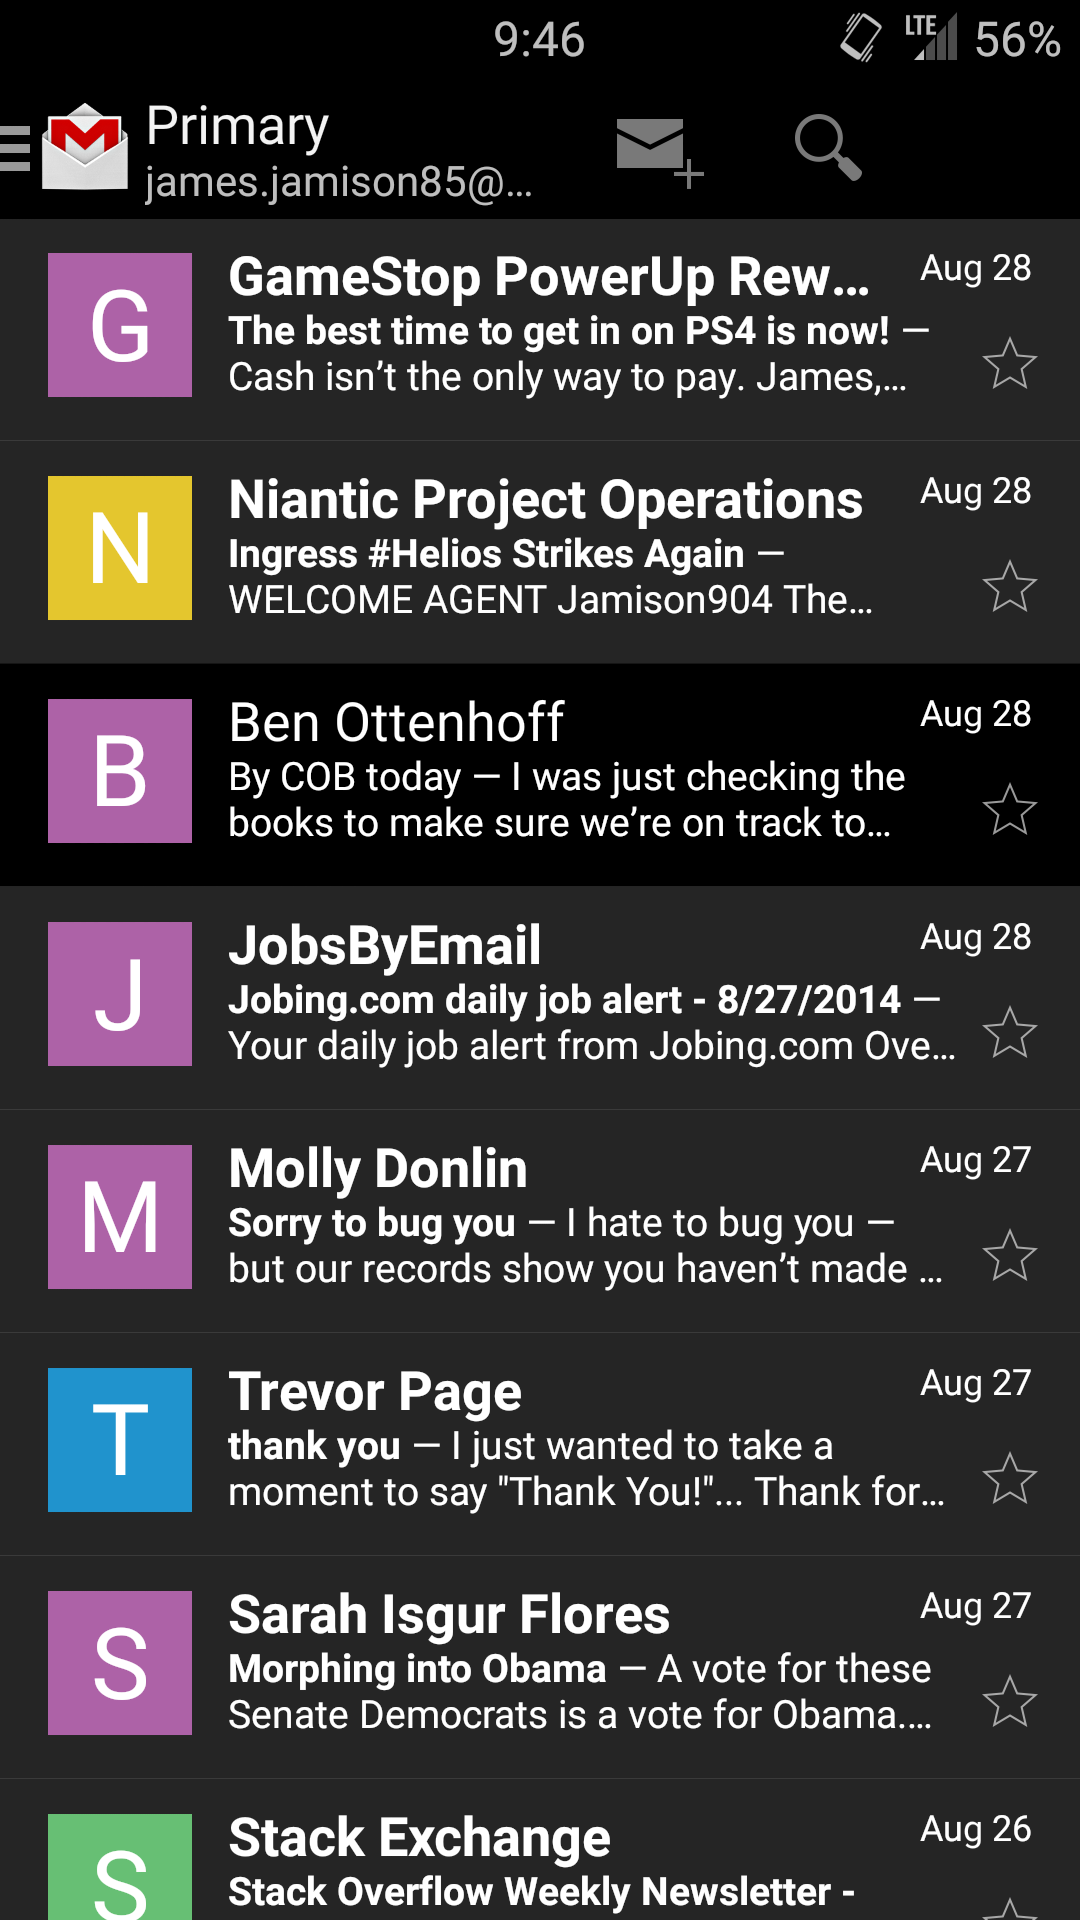 9:46
LTE
56%
Primary
james.jamison85@...
G
GameStop PowerUp Rew...
Aug 28
The best time to get in on PS4 is now! —
Cash isn’t the only way to pay. James,...
N
Niantic Project Operations
Aug 28
Ingress #Helios Strikes Again —
WELCOME AGENT Jamison904 The...
B
Ben Ottenhoff
Aug 28
By COB today — I was just checking the
books to make sure we’re on track to...
J
JobsByEmail
Aug 28
Jobing.com daily job alert - 8/27/2014 —
Your daily job alert from Jobing.com Ove...
M
Molly Donlin
Aug 27
Sorry to bug you — I hate to bug you —
but our records show you haven’t made ...
T
Trevor Page
Aug 27
thank you — I just wanted to take a
moment to say "Thank You!"... Thank for...
S
Sarah Isgur Flores
Aug 27
Morphing into Obama — A vote for these
Senate Democrats is a vote for Obama....
S
Stack Exchange
Aug 26
Stack Overflow Weekly Newsletter -